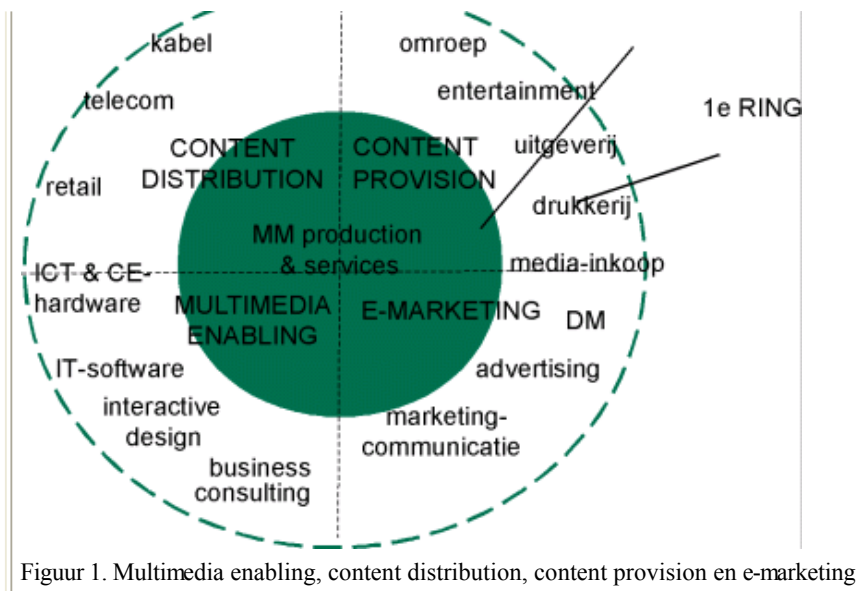 kabel
omroep
telecom
entertainment
1e RING
CONTENT
DISTRIBUTION
CONTENT
PROVISION
uitgeverij
retail
drukkerij
MM production
& services
media-inkoop
ICT & CE-
hardware
MULTIMEDIA
ENABLING
E-MARKETING
DM
IT-software
advertising
interactive
design
marketing-
communicatie
business
consulting
Figuur 1. Multimedia enabling, content distribution, content provision en e-marketing